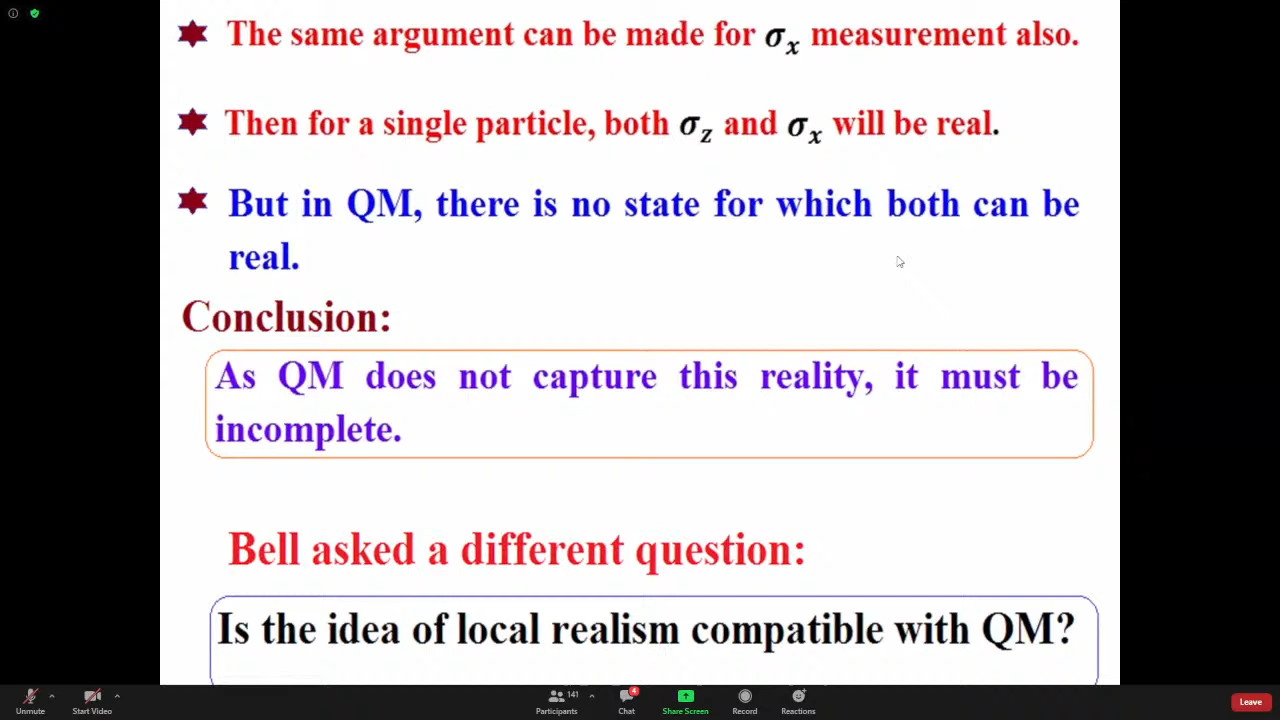 The same argument can be made for σx measurement also.
Then for a single particle, both σz and σx will be real.
But in QM, there is no state for which both can be
real.
Conclusion:
As QM does not capture this reality, it must be
incomplete.
Bell asked a different question:
Is the idea of local realism compatible with QM?
Unmute
Start Video
141
Participants
4
Chat
Share Screen
Record
Reactions
Leave